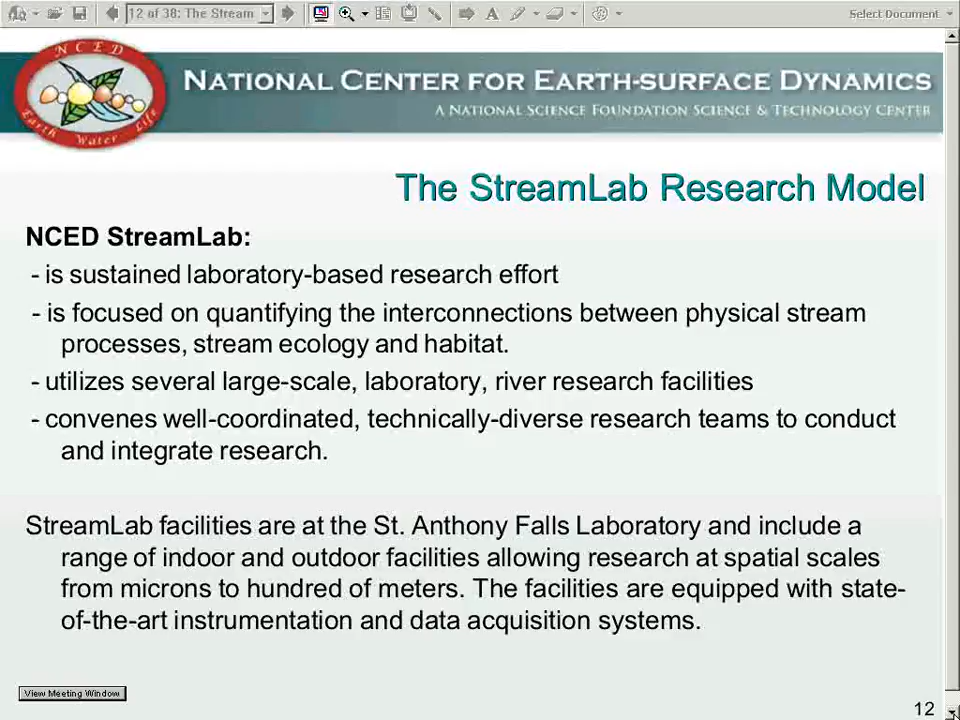 12 of 38: The Stream
Select Document
NCED
Earth Water Life
NATIONAL CENTER FOR EARTH-SURFACE DYNAMICS
A NATIONAL SCIENCE FOUNDATION SCIENCE & TECHNOLOGY CENTER
The StreamLab Research Model
NCED StreamLab:
- is sustained laboratory-based research effort
- is focused on quantifying the interconnections between physical stream
processes, stream ecology and habitat.
- utilizes several large-scale, laboratory, river research facilities
- convenes well-coordinated, technically-diverse research teams to conduct
and integrate research.
StreamLab facilities are at the St. Anthony Falls Laboratory and include a
range of indoor and outdoor facilities allowing research at spatial scales
from microns to hundred of meters. The facilities are equipped with state-
of-the-art instrumentation and data acquisition systems.
View Meeting Window
12